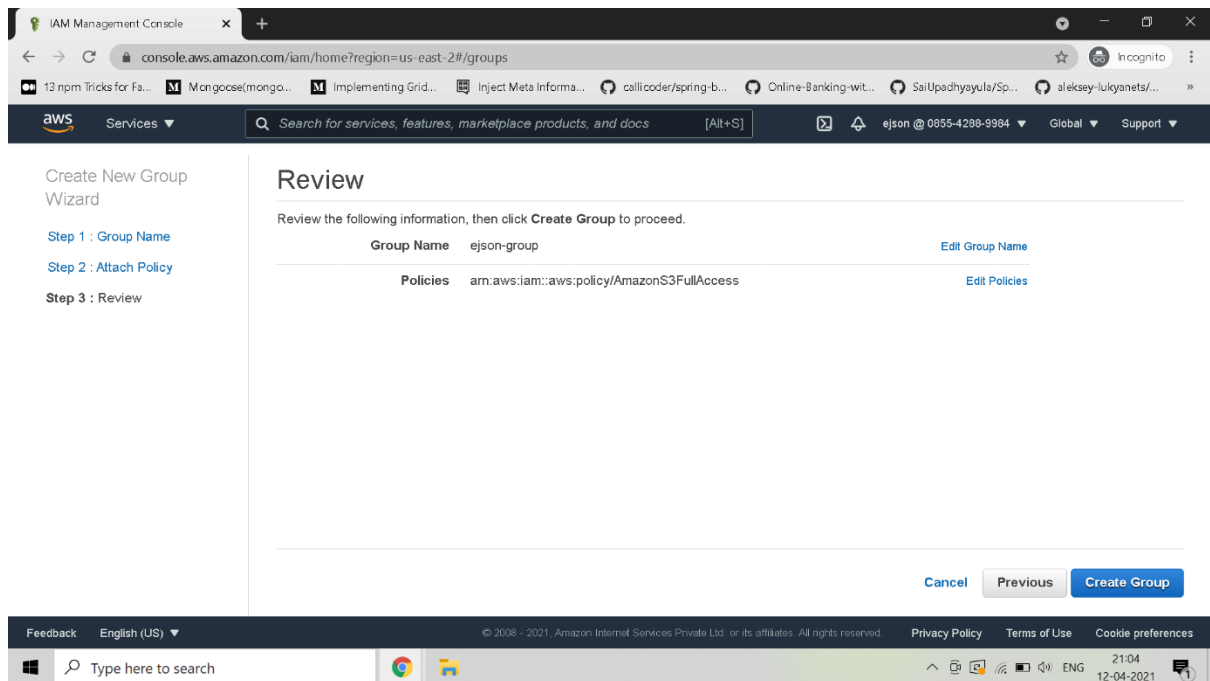 IAM Management Console
console.aws.amazon.com/iam/home?region=us-east-2#/groups
Incognito
13 npm Tricks for Fa... Mongoose(mongo... Implementing Grid... Inject Meta Informa... callicoder/spring-b... Online-Banking-wit... SaiUpadhyayula/Sp... aleksey-lukyanets/... »
aws Services Search for services, features, marketplace products, and docs [Alt+S] ejson @ 0855-4288-9984 Global Support
Create New Group
Wizard
Step 1 : Group Name
Step 2 : Attach Policy
Step 3 : Review
Review
Review the following information, then click Create Group to proceed.
Group Name ejson-group Edit Group Name
Policies arn:aws:iam::aws:policy/AmazonS3FullAccess Edit Policies
Cancel Previous Create Group
Feedback English (US) © 2008 - 2021, Amazon Internet Services Private Ltd. or its affiliates. All rights reserved. Privacy Policy Terms of Use Cookie preferences
Type here to search ENG 21:04
12-04-2021 1